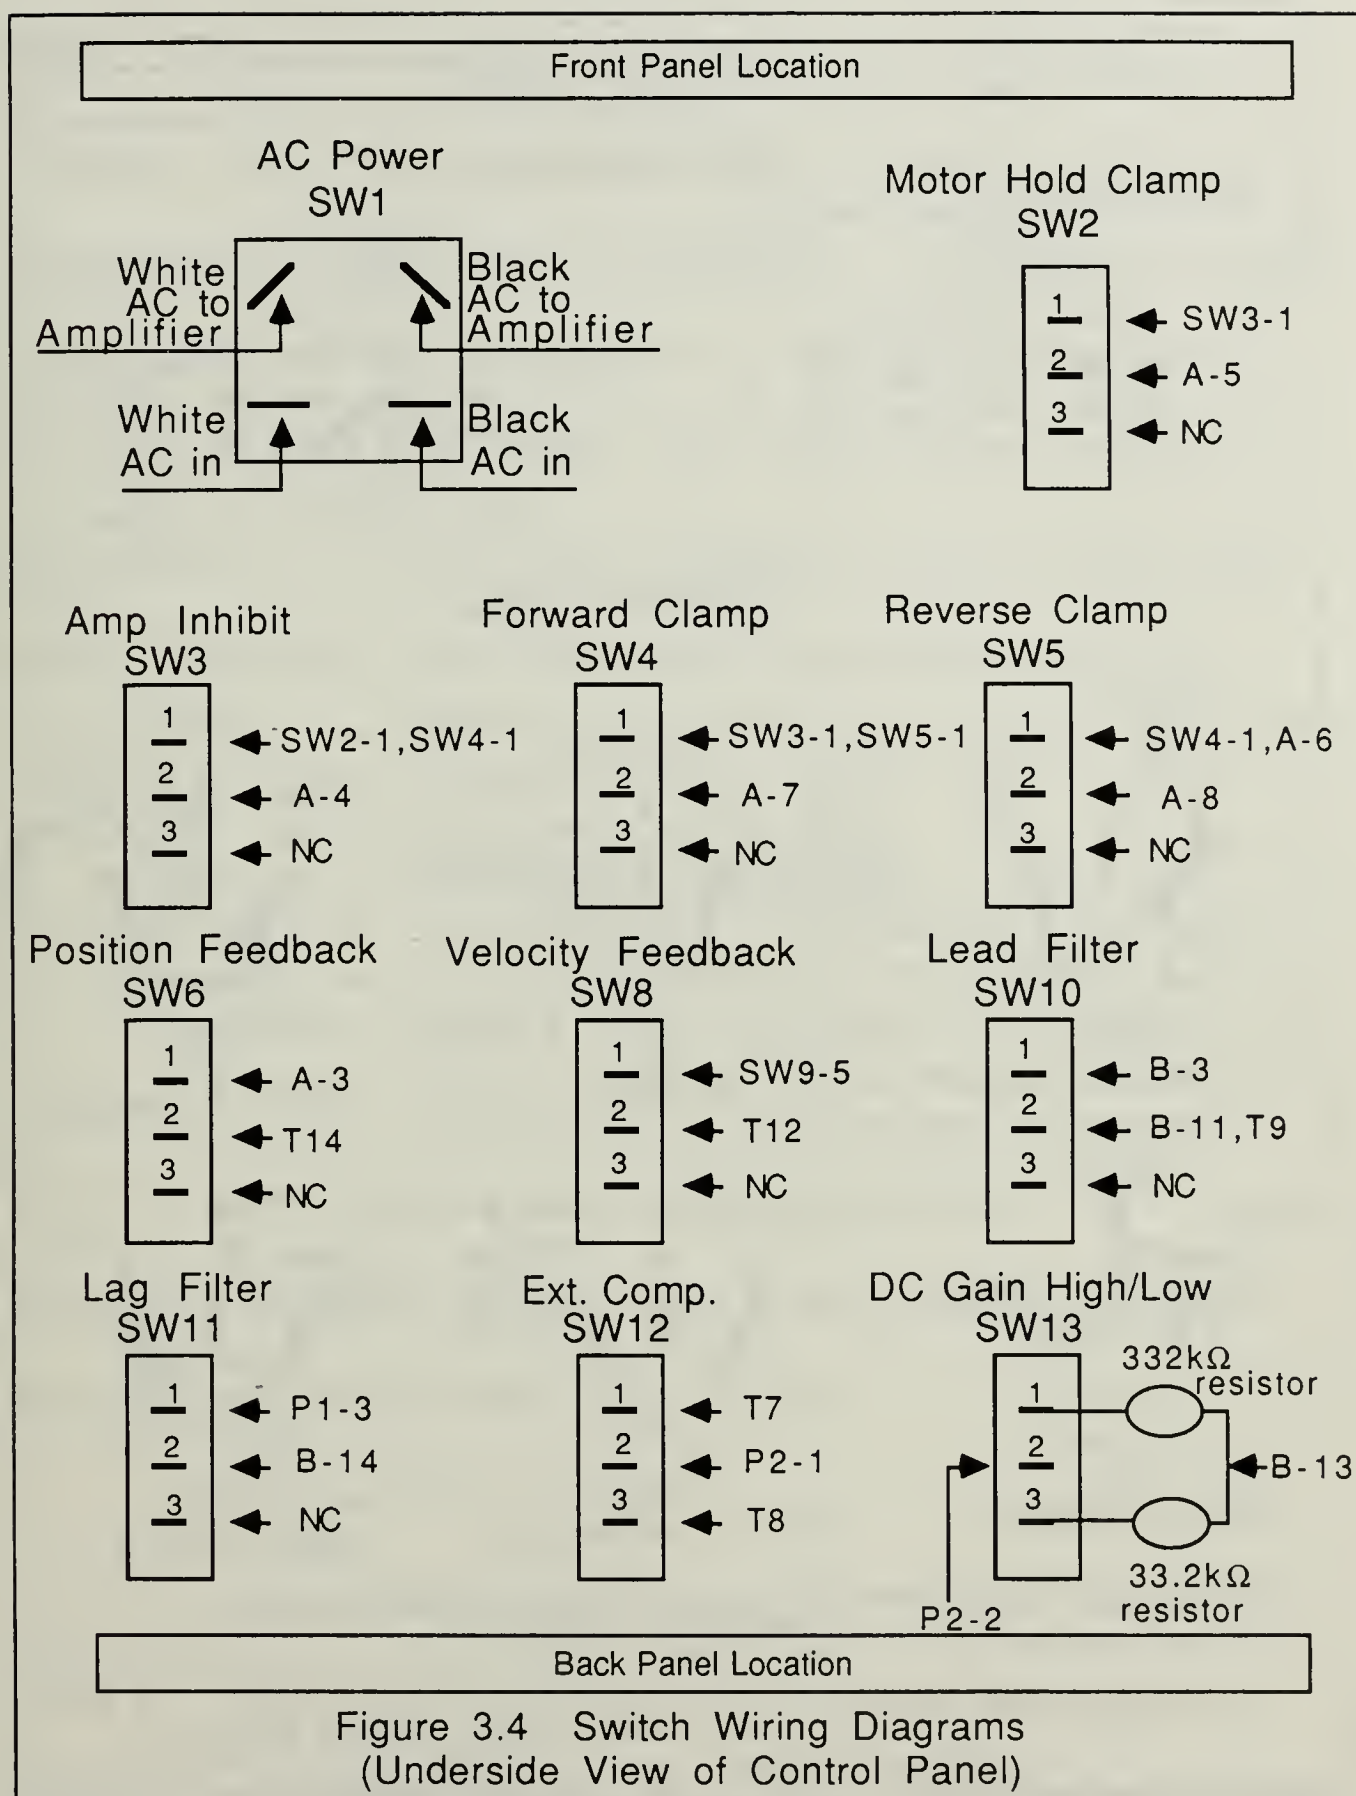 Front Panel Location
AC Power
SW1
White
AC to
Amplifier
Black
AC to
Amplifier
White
AC in
Black
AC in
Motor Hold Clamp
SW2
1
SW3-1
2
A-5
3
NC
Amp Inhibit
SW3
1
SW2-1,SW4-1
2
A-4
3
NC
Forward Clamp
SW4
1
SW3-1,SW5-1
2
A-7
3
NC
Reverse Clamp
SW5
1
SW4-1,A-6
2
A-8
3
NC
Position Feedback
SW6
1
A-3
2
T14
3
NC
Velocity Feedback
SW8
1
SW9-5
2
T12
3
NC
Lead Filter
SW10
1
B-3
2
B-11,T9
3
NC
Lag Filter
SW11
1
P1-3
2
B-14
3
NC
Ext. Comp.
SW12
1
T7
2
P2-1
3
T8
DC Gain High/Low
SW13
332kΩ
resistor
1
2
3
B-13
33.2kΩ
resistor
P2-2
Back Panel Location
Figure 3.4 Switch Wiring Diagrams
(Underside View of Control Panel)